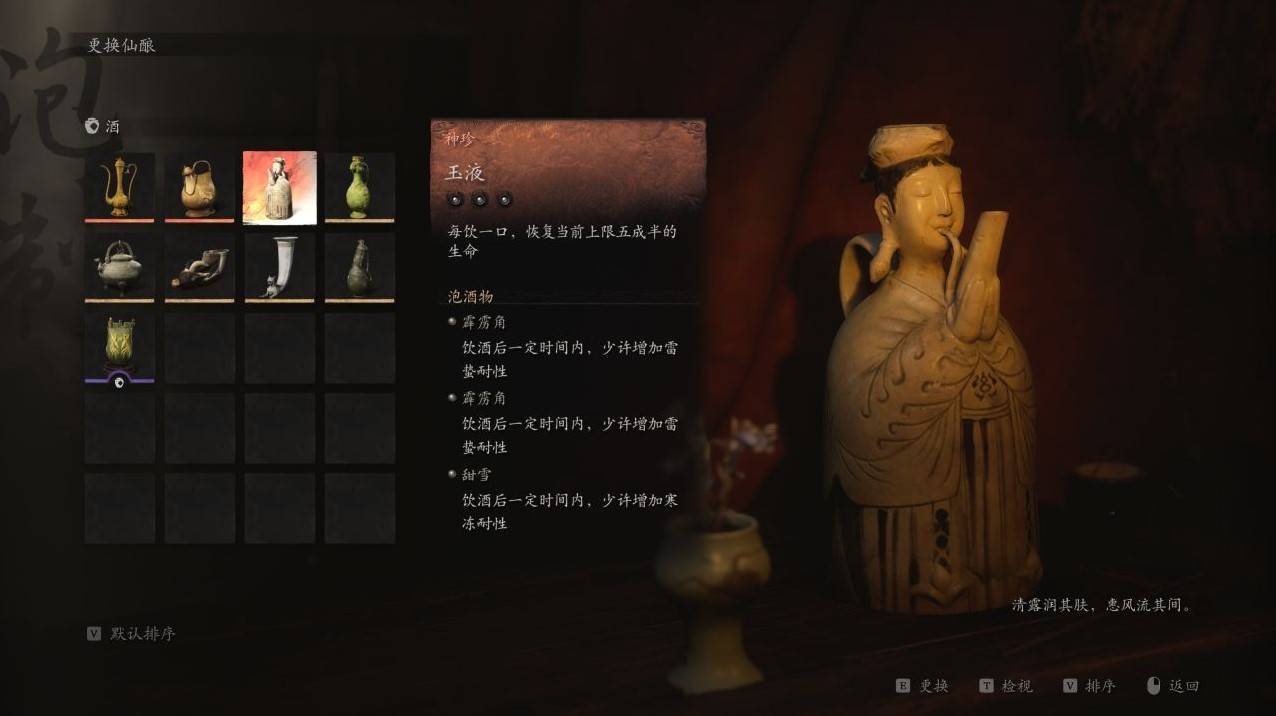 泡制
更换仙酿
酒
神珍
玉液
每饮一口，恢复当前上限五成半的
生命
泡酒物
霹雳角
饮酒后一定时间内，少许增加雷
蛰耐性
霹雳角
饮酒后一定时间内，少许增加雷
蛰耐性
甜雪
饮酒后一定时间内，少许增加寒
冻耐性
清露润其肤，惠风流其间。
V 默认排序
E 更换
T 检视
V 排序
返回